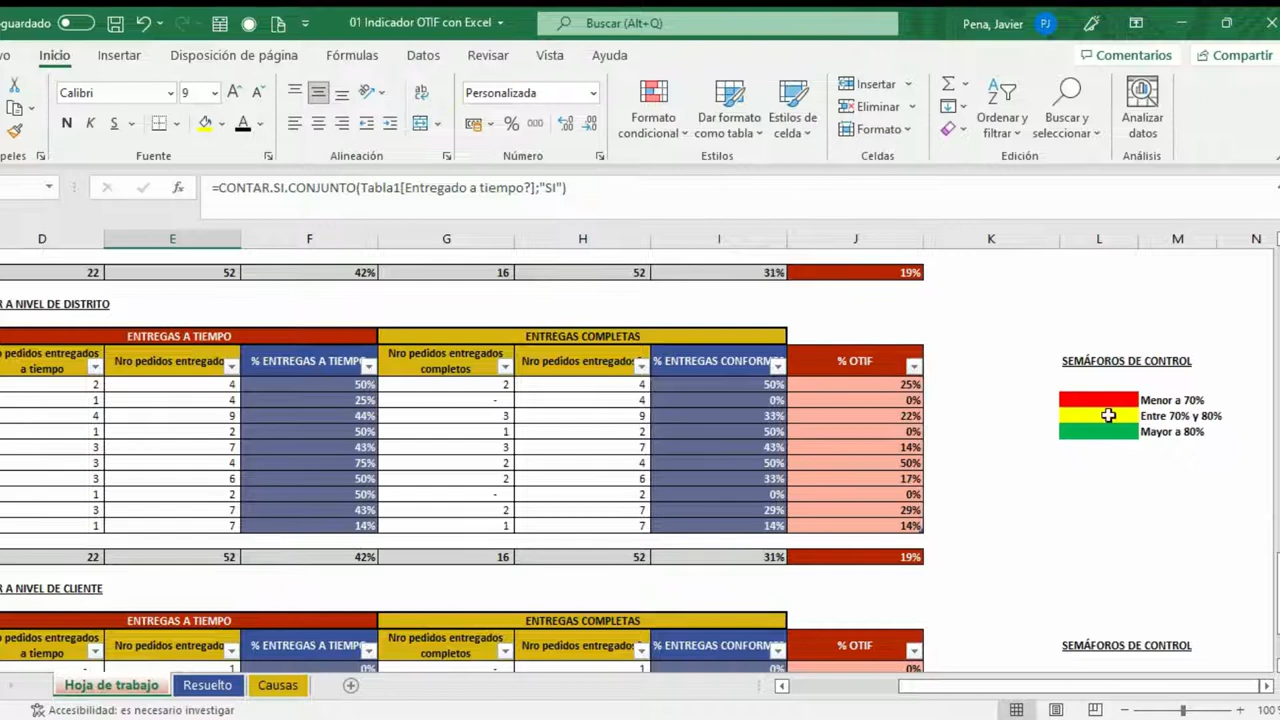 guardado
01 Indicador OTIF con Excel
Buscar (Alt+Q)
Pena, Javier
PJ
vo Inicio Insertar Disposición de página Fórmulas Datos Revisar Vista Ayuda
Comentarios
Compartir
Calibri 9
Personalizada
N K S
% 000
Formato condicional
Dar formato como tabla
Estilos de celda
Insertar
Eliminar
Formato
Ordenar y filtrar
Buscar y seleccionar
Analizar datos
peles Fuente Alineación Número Estilos Celdas Edición Análisis
fx =CONTAR.SI.CONJUNTO(Tabla1[Entregado a tiempo?];"SI")
D E F G H I J K L M N
22 52 42% 16 52 31% 19%
R A NIVEL DE DISTRITO
ENTREGAS A TIEMPO ENTREGAS COMPLETAS
o pedidos entregados a tiempo
Nro pedidos entregado
% ENTREGAS A TIEMP
Nro pedidos entregados completos
Nro pedidos entregado
% ENTREGAS CONFORME
% OTIF
SEMÁFOROS DE CONTROL
2 4 50% 2 4 50% 25%
1 4 25% - 4 0% 0% Menor a 70%
4 9 44% 3 9 33% 22% Entre 70% y 80%
1 2 50% 1 2 50% 0% Mayor a 80%
3 7 43% 3 7 43% 14%
3 4 75% 2 4 50% 50%
3 6 50% 2 6 33% 17%
1 2 50% - 2 0% 0%
3 7 43% 2 7 29% 29%
1 7 14% 1 7 14% 14%
22 52 42% 16 52 31% 19%
R A NIVEL DE CLIENTE
ENTREGAS A TIEMPO ENTREGAS COMPLETAS
o pedidos entregados a tiempo
Nro pedidos entregado
% ENTREGAS A TIEMP
Nro pedidos entregados completos
Nro pedidos entregado
% ENTREGAS CONFORME
% OTIF
SEMÁFOROS DE CONTROL
- 1 0% - 1 0% 0%
Hoja de trabajo Resuelto Causas
Accesibilidad: es necesario investigar
100